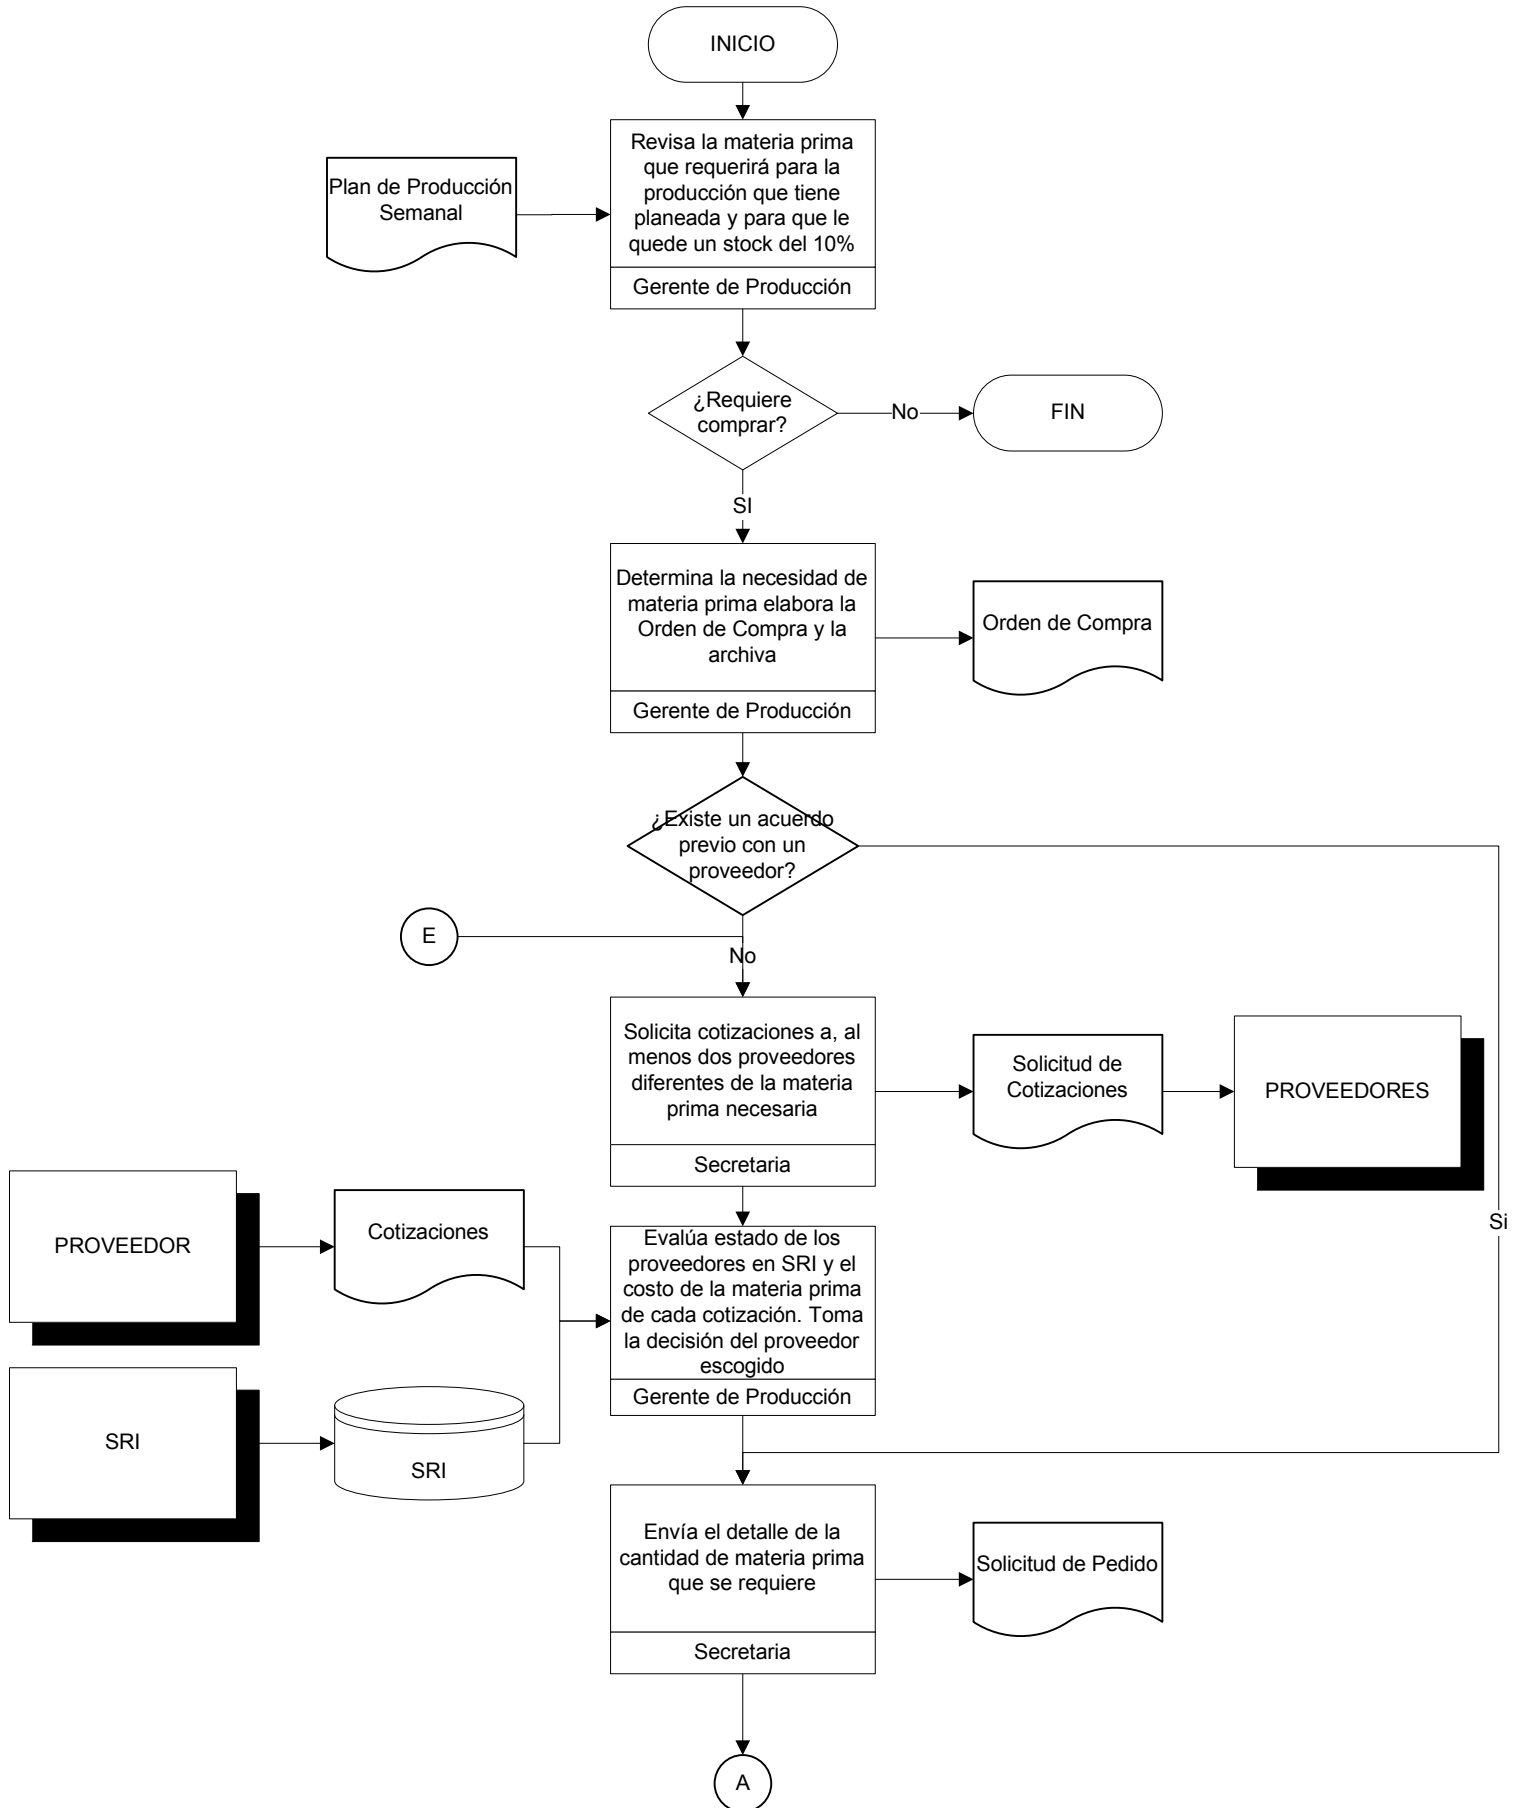 INICIO
Revisa la materia prima
que requerirá para la
producción que tiene
planeada y para que le
quede un stock del 10%
Gerente de Producción
Plan de Producción
Semanal
¿Requiere
comprar?
No
FIN
SI
Determina la necesidad de
materia prima elabora la
Orden de Compra y la
archiva
Gerente de Producción
Orden de Compra
¿Existe un acuerdo
previo con un
proveedor?
E
No
Solicita cotizaciones a, al
menos dos proveedores
diferentes de la materia
prima necesaria
Secretaria
Solicitud de
Cotizaciones
PROVEEDORES
Si
PROVEEDOR
Cotizaciones
Evalúa estado de los
proveedores en SRI y el
costo de la materia prima
de cada cotización. Toma
la decisión del proveedor
escogido
Gerente de Producción
SRI
SRI
Envía el detalle de la
cantidad de materia prima
que se requiere
Secretaria
Solicitud de Pedido
A